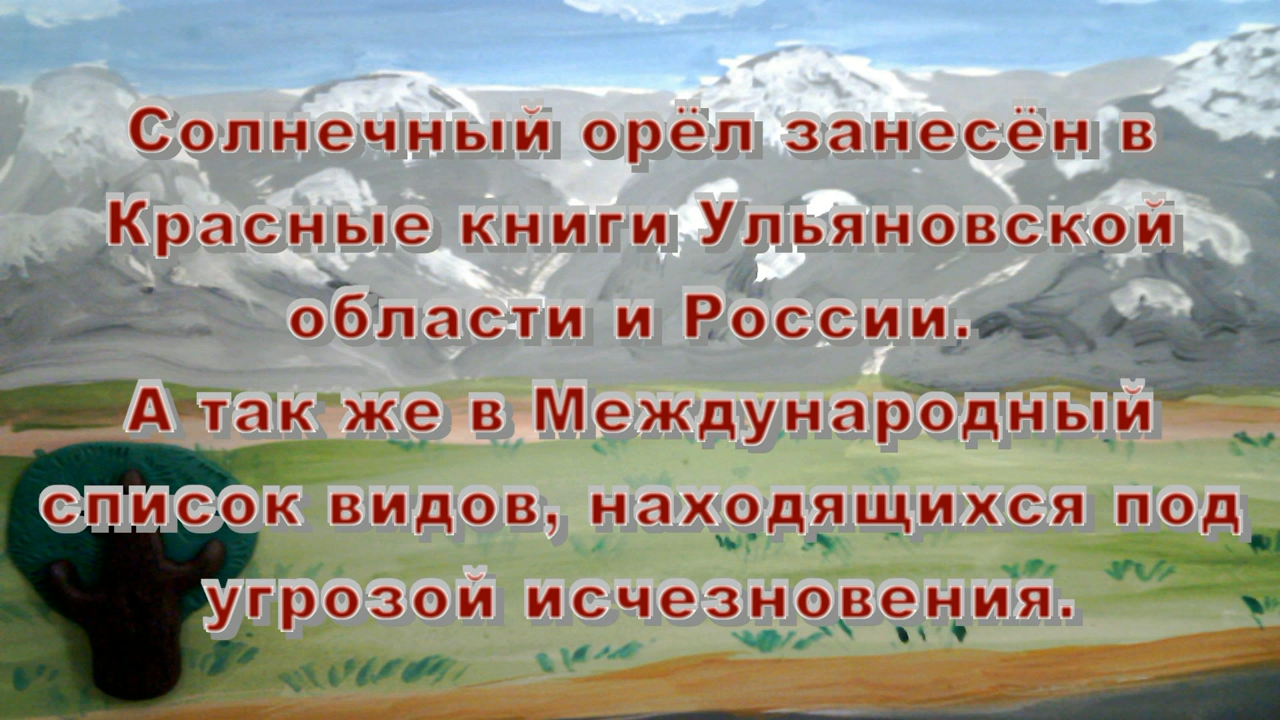 Солнечный орёл занесён в
Красные книги Ульяновской
области и России.
А так же в Международный
список видов, находящихся под
угрозой исчезновения.